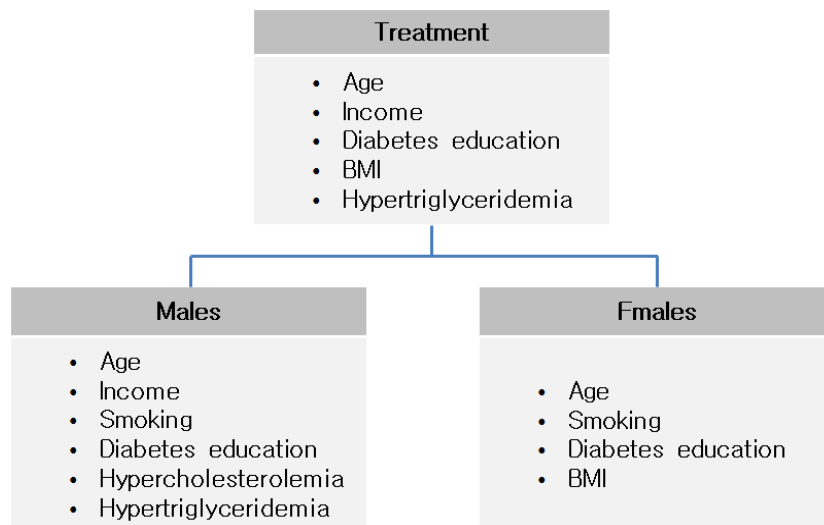 Treatment
• Age
• Income
• Diabetes education
• BMI
• Hypertriglyceridemia
Males
• Age
• Income
• Smoking
• Diabetes education
• Hypercholesterolemia
• Hypertriglyceridemia
Fmales
• Age
• Smoking
• Diabetes education
• BMI